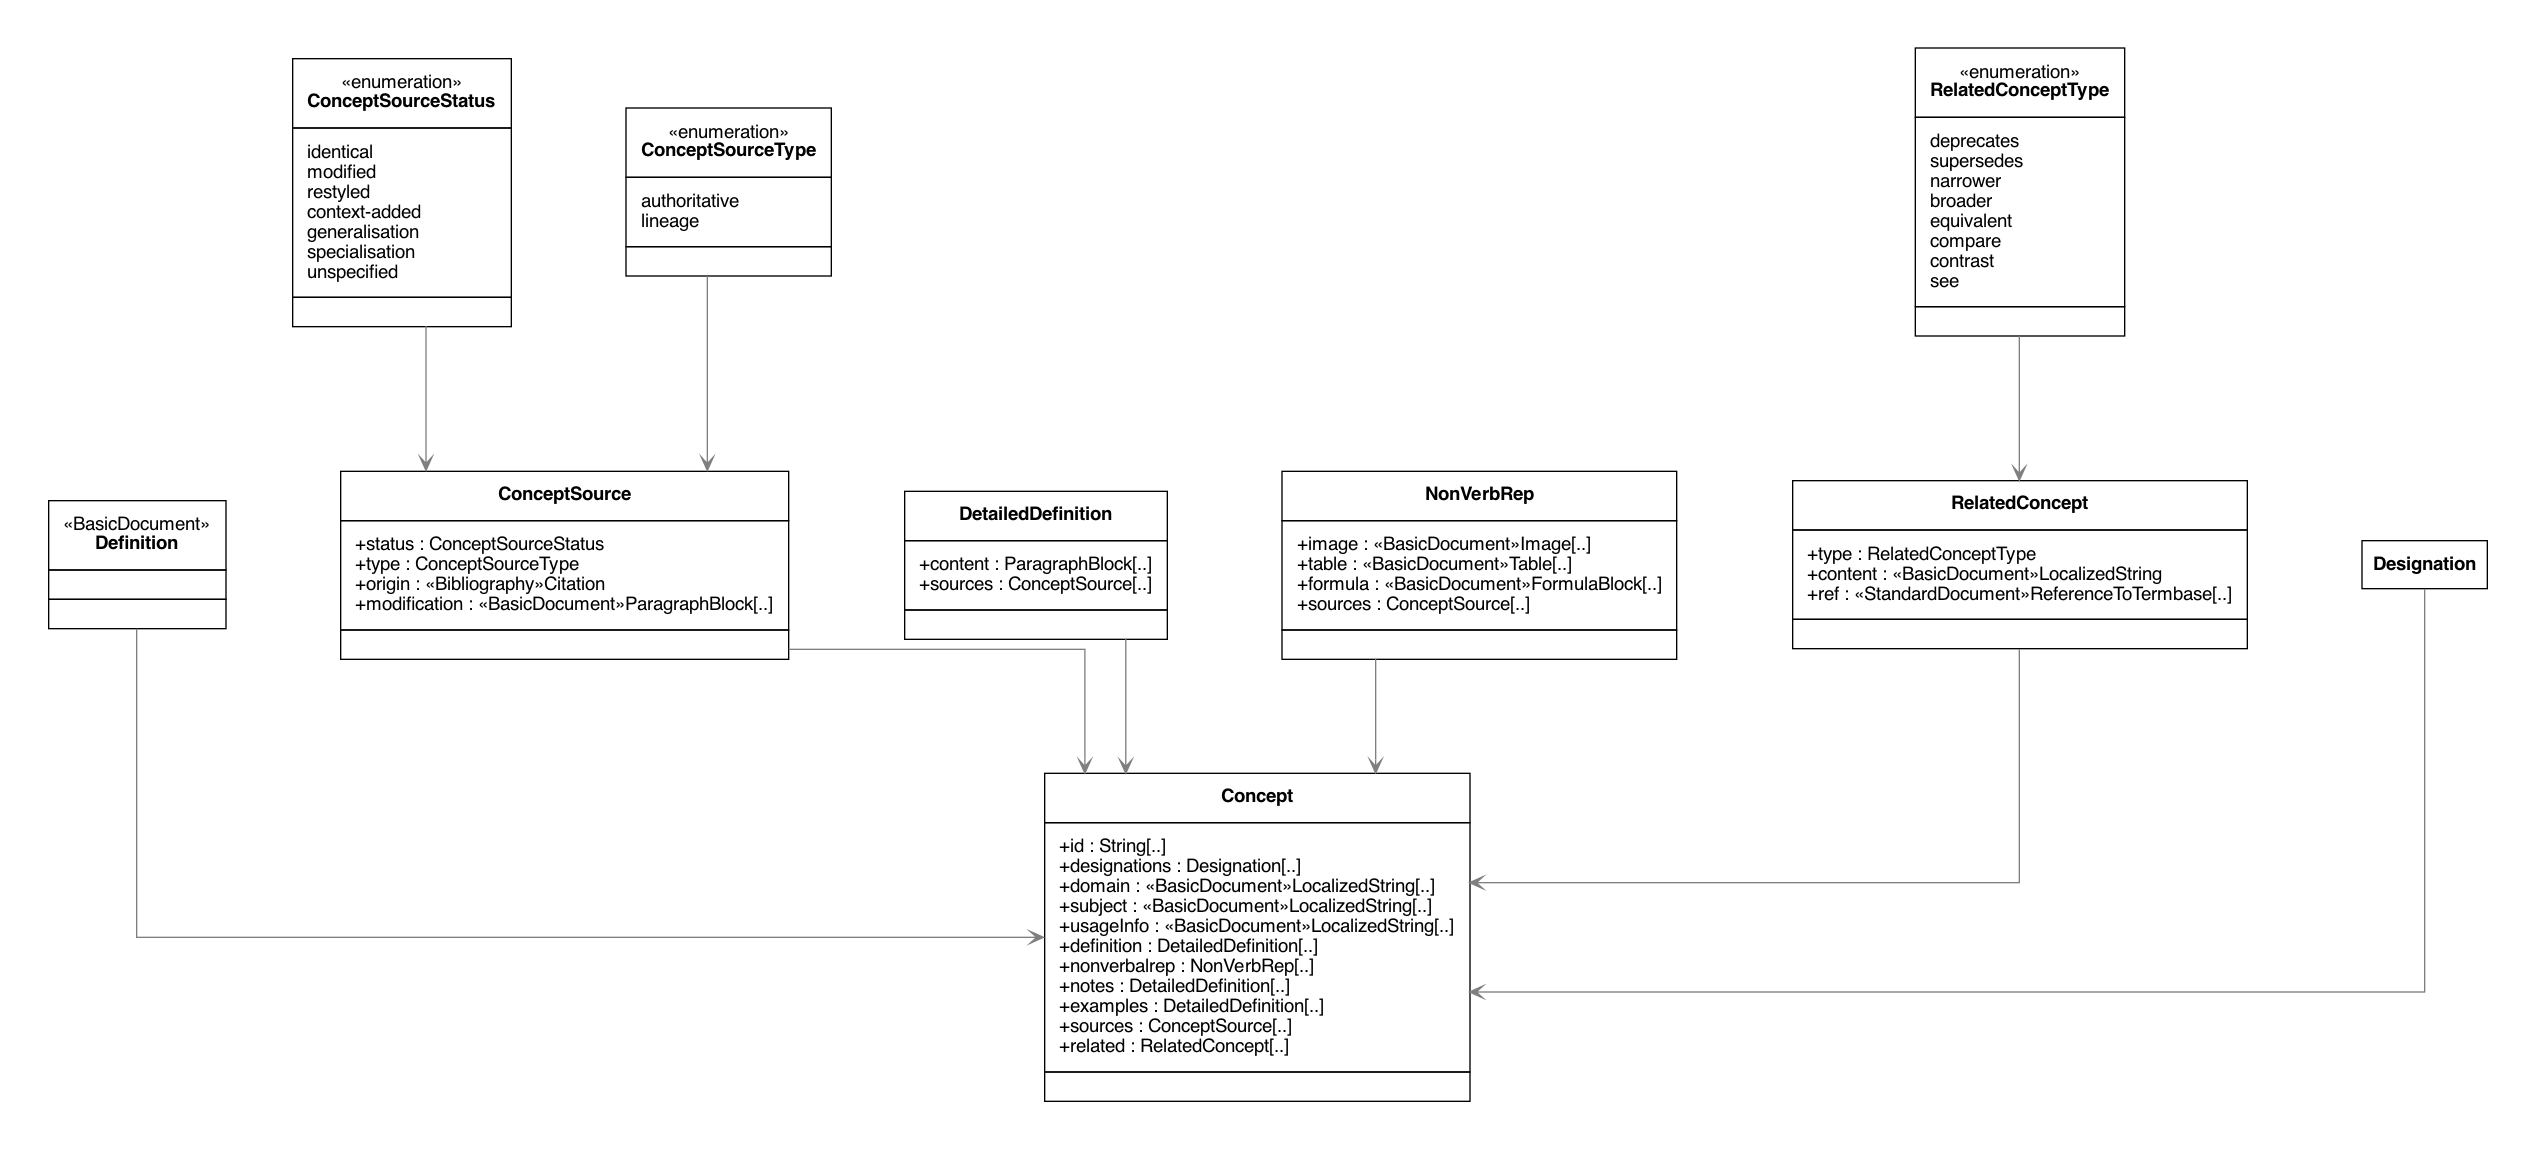 «enumeration»
ConceptSourceStatus
identical
modified
restyled
context-added
generalisation
specialisation
unspecified
«enumeration»
ConceptSourceType
authoritative
lineage
«enumeration»
RelatedConceptType
deprecates
supersedes
narrower
broader
equivalent
compare
contrast
see
«BasicDocument»
Definition
ConceptSource
+status : ConceptSourceStatus
+type : ConceptSourceType
+origin : «Bibliography»Citation
+modification : «BasicDocument»ParagraphBlock[..]
DetailedDefinition
+content : ParagraphBlock[..]
+sources : ConceptSource[..]
NonVerbRep
+image : «BasicDocument»Image[..]
+table : «BasicDocument»Table[..]
+formula : «BasicDocument»FormulaBlock[..]
+sources : ConceptSource[..]
RelatedConcept
+type : RelatedConceptType
+content : «BasicDocument»LocalizedString
+ref : «StandardDocument»ReferenceToTermbase[..]
Designation
Concept
+id : String[..]
+designations : Designation[..]
+domain : «BasicDocument»LocalizedString[..]
+subject : «BasicDocument»LocalizedString[..]
+usageInfo : «BasicDocument»LocalizedString[..]
+definition : DetailedDefinition[..]
+nonverbalrep : NonVerbRep[..]
+notes : DetailedDefinition[..]
+examples : DetailedDefinition[..]
+sources : ConceptSource[..]
+related : RelatedConcept[..]